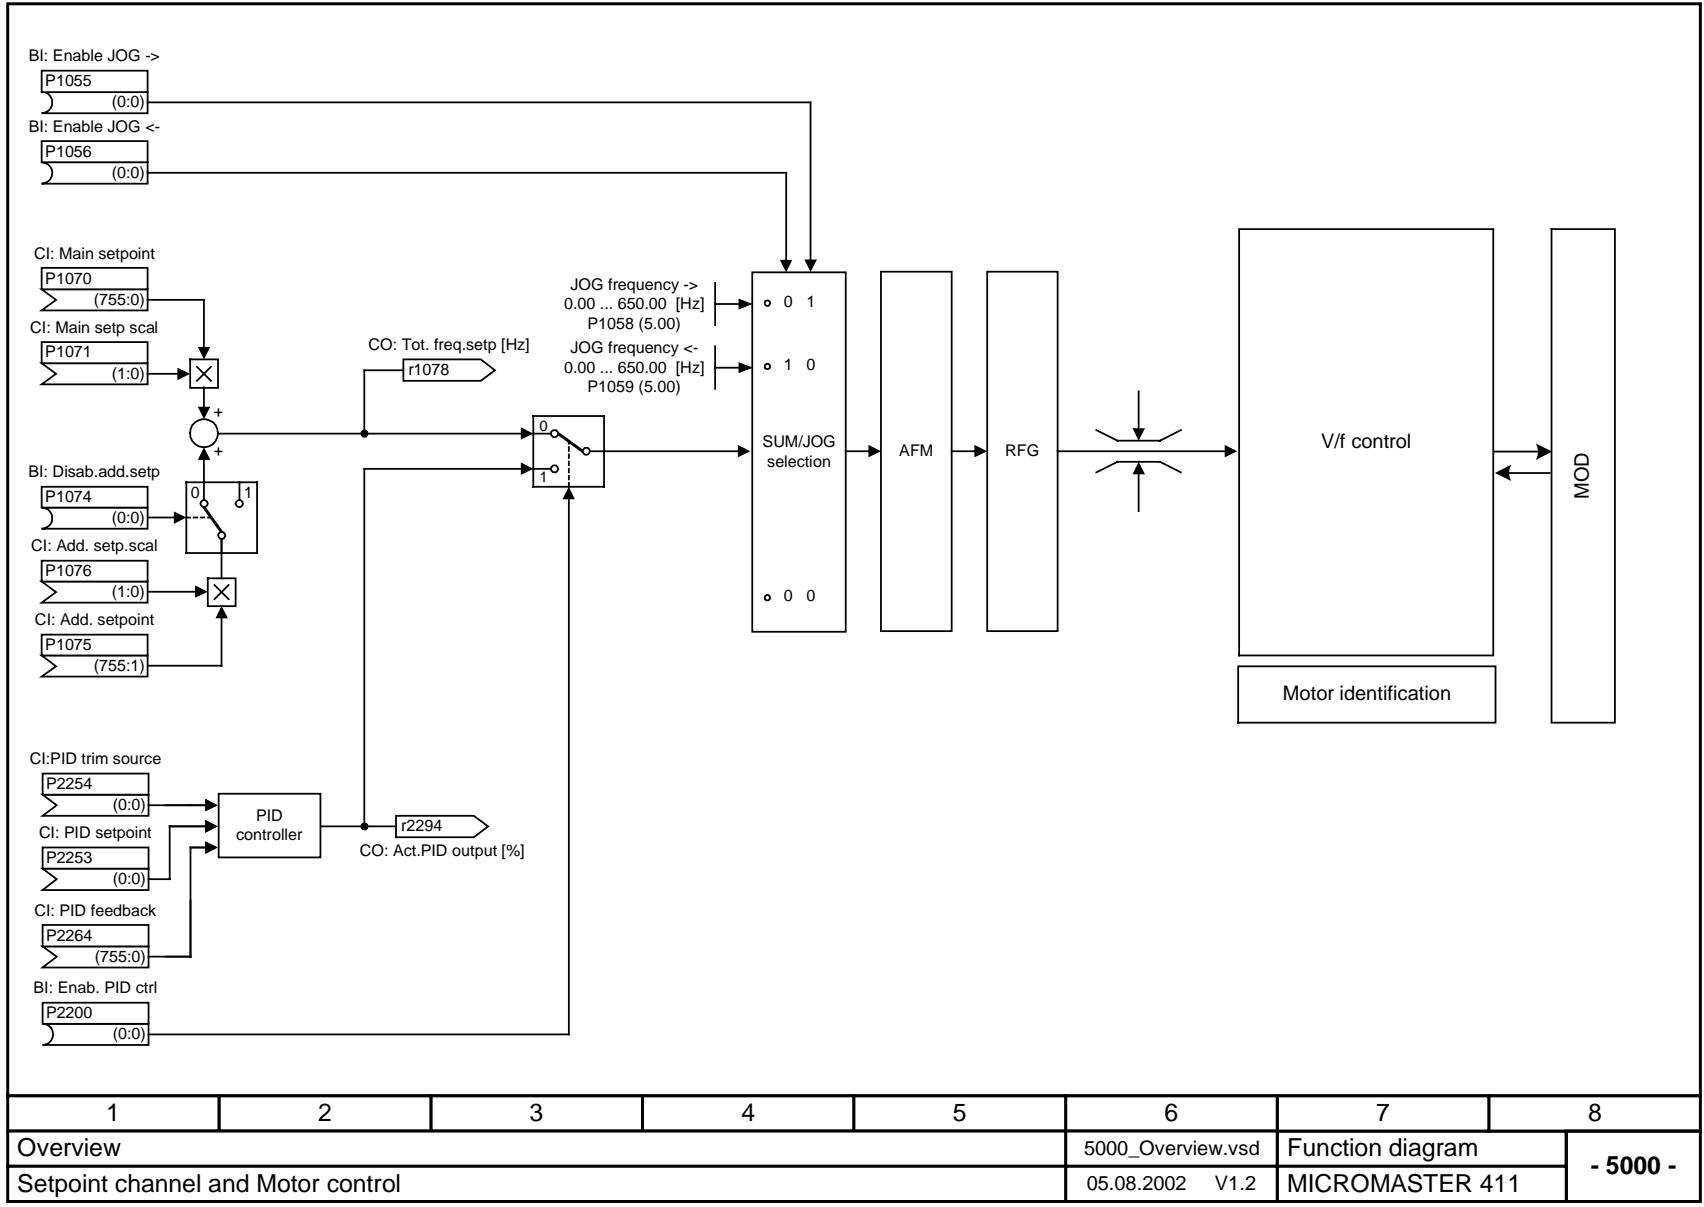 BI: Enable JOG ->
P1055
(0:0)
BI: Enable JOG <-
P1056
(0:0)
CI: Main setpoint
P1070
(755:0)
CI: Main setp scal
P1071
(1:0)
+
+
BI: Disab.add.setp
P1074
(0:0)
0 1
CI: Add. setp.scal
P1076
(1:0)
CI: Add. setpoint
P1075
(755:1)
CI:PID trim source
P2254
(0:0)
CI: PID setpoint
P2253
(0:0)
CI: PID feedback
P2264
(755:0)
BI: Enab. PID ctrl
P2200
(0:0)
PID
controller
r2294
CO: Act.PID output [%]
CO: Tot. freq.setp [Hz]
r1078
0
1
JOG frequency ->
0.00 ... 650.00 [Hz]
P1058 (5.00)
JOG frequency <-
0.00 ... 650.00 [Hz]
P1059 (5.00)
0 1
1 0
SUM/JOG
selection
0 0
AFM
RFG
V/f control
Motor identification
MOD
1 2 3 4 5 6 7 8
Overview
5000_Overview.vsd
Function diagram
- 5000 -
Setpoint channel and Motor control
05.08.2002 V1.2
MICROMASTER 411